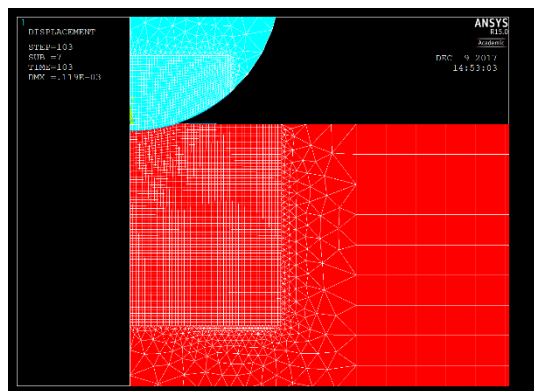 1
DISPLACEMENT
STEP=103
SUB =7
TIME=103
DMX =.119E-03
ANSYS
R15.0
Academic
DEC 9 2017
14:53:03